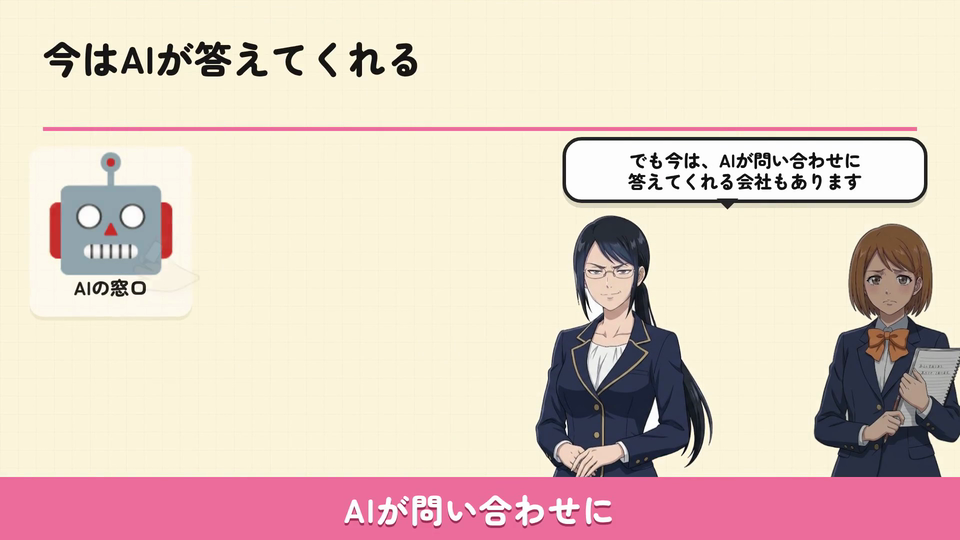 今はAIが答えてくれる
でも今は、AIが問い合わせに
答えてくれる会社もあります
AIの窓口
AIが問い合わせに